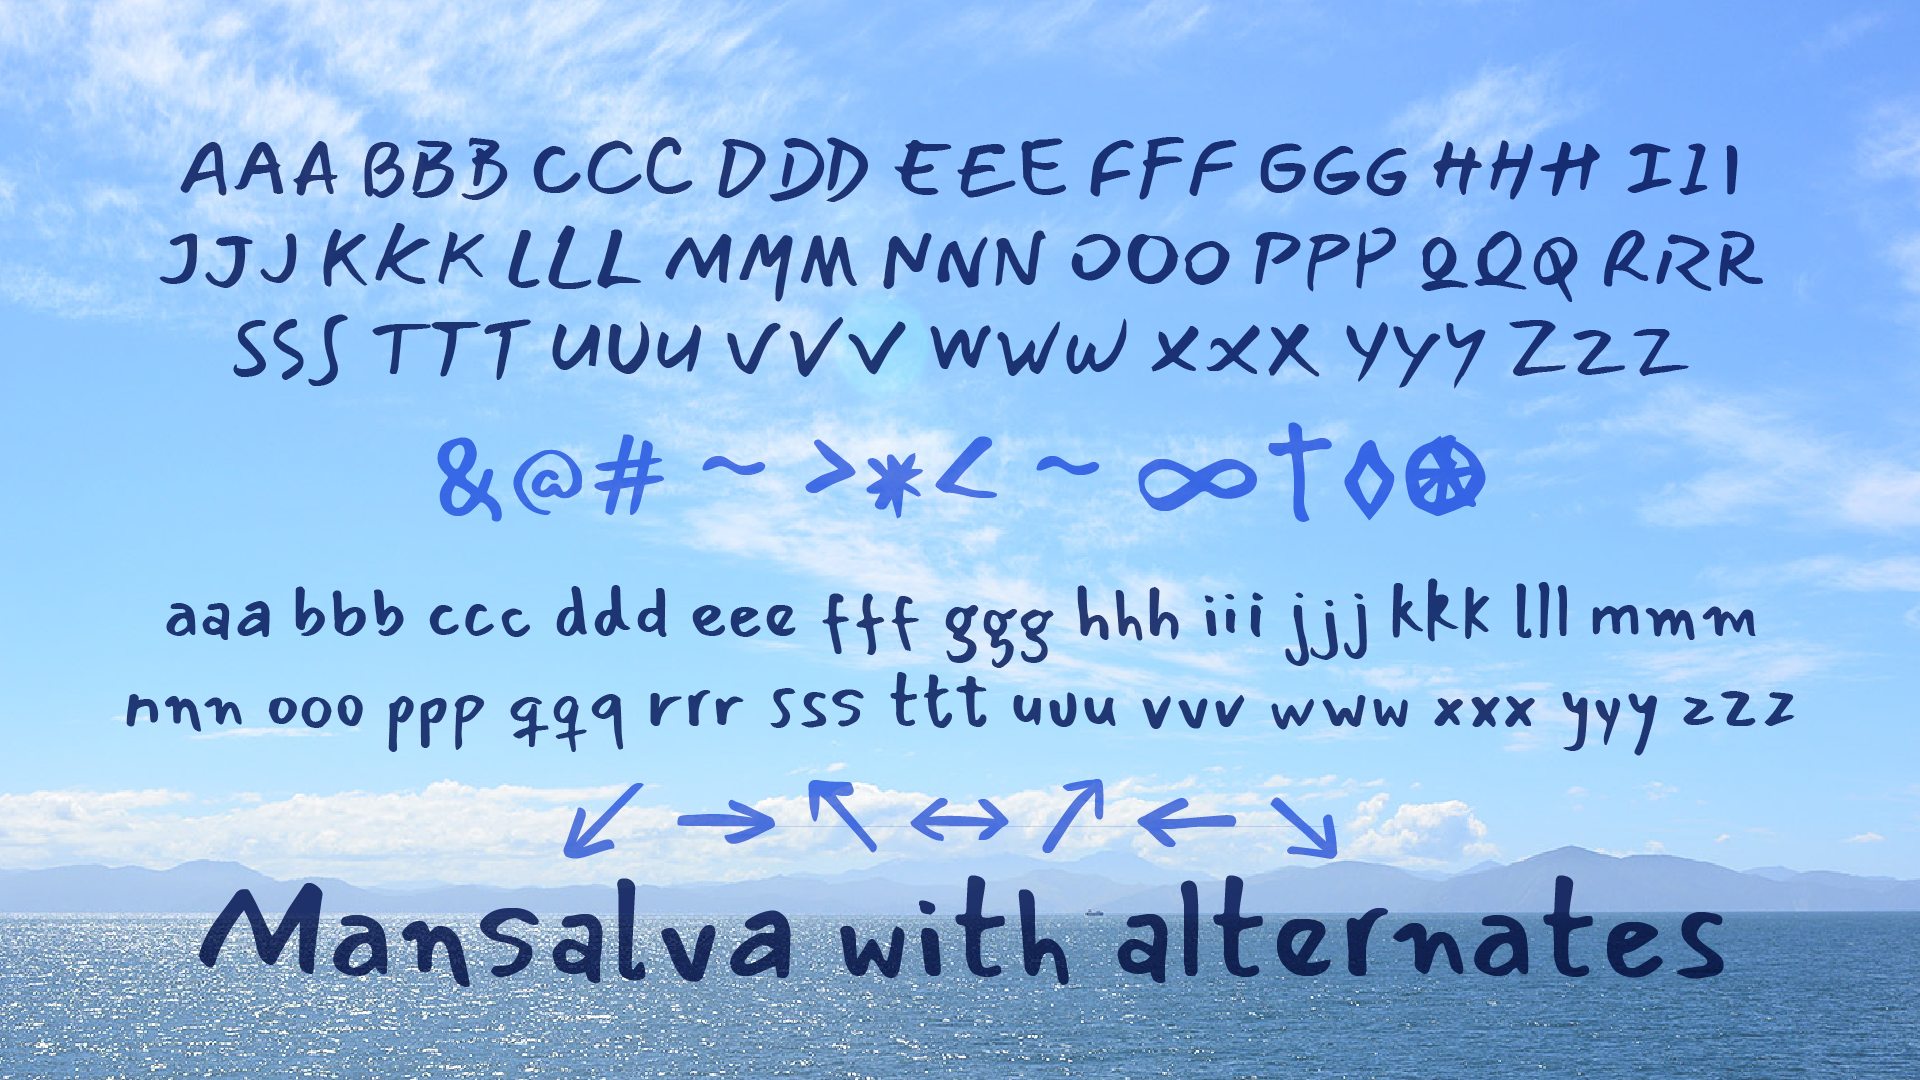 AAA BBB CCC DDD EEE FFF GGG HHH III
JJJ KKK LLL MMM NNN OOO PPP QQQ RRR
SSS TTT UUU VVV WWW XXX YYY ZZZ
&@# ~ >*< ~ ∞†◊⊛
aaa bbb ccc ddd eee fff ggg hhh iii jjj kkk lll mmm
nnn ooo ppp qqq rrr sss ttt uuu vvv www xxx yyy zzz
↙ → ↖ ↔ ↗ ← ↘
Mansalva with alternates